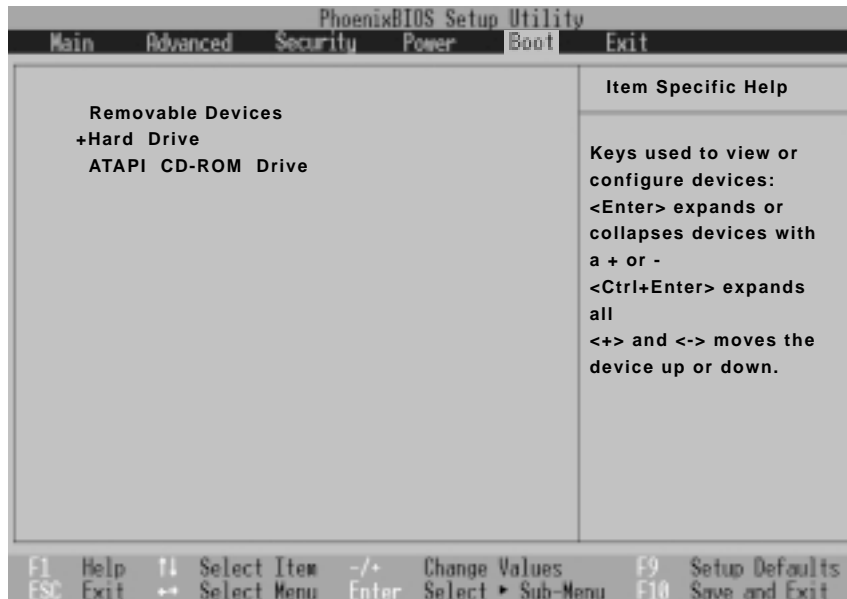 PhoenixBIOS Setup Utility
Main Advanced Security Power Boot Exit
Removable Devices
+Hard Drive
ATAPI CD-ROM Drive
Item Specific Help
Keys used to view or
configure devices:
<Enter> expands or
collapses devices with
a + or -
<Ctrl+Enter> expands
all
<+> and <-> moves the
device up or down.
F1 Help ↑↓ Select Item -/+ Change Values F9 Setup Defaults
ESC Exit ↔ Select Menu Enter Select ▸ Sub-Menu F10 Save and Exit